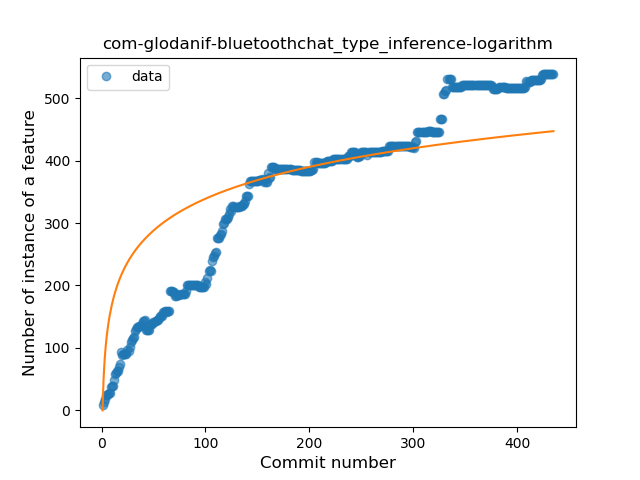 com-glodanif-bluetoothchat_type_inference-logarithm
data
Number of instance of a feature
500
400
300
200
100
0
0 100 200 300 400
Commit number